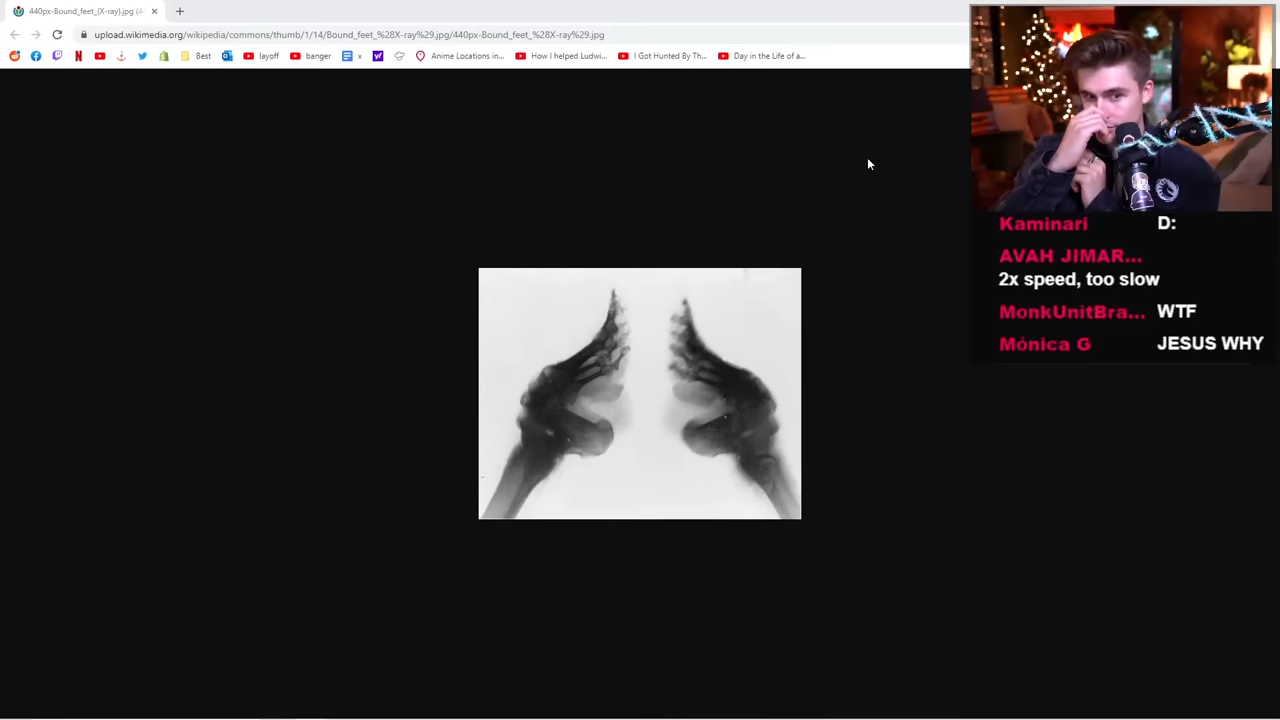 440px-Bound_feet_(X-ray).jpg (44
upload.wikimedia.org/wikipedia/commons/thumb/1/14/Bound_feet_%28X-ray%29.jpg/440px-Bound_feet_%28X-ray%29.jpg
Best
layoff
banger
x
Anime Locations in...
How I helped Ludwi...
I Got Hunted By Th...
Day in the Life of a...
Kaminari D:
AVAH JIMAR...
2x speed, too slow
MonkUnitBra... WTF
Mónica G JESUS WHY